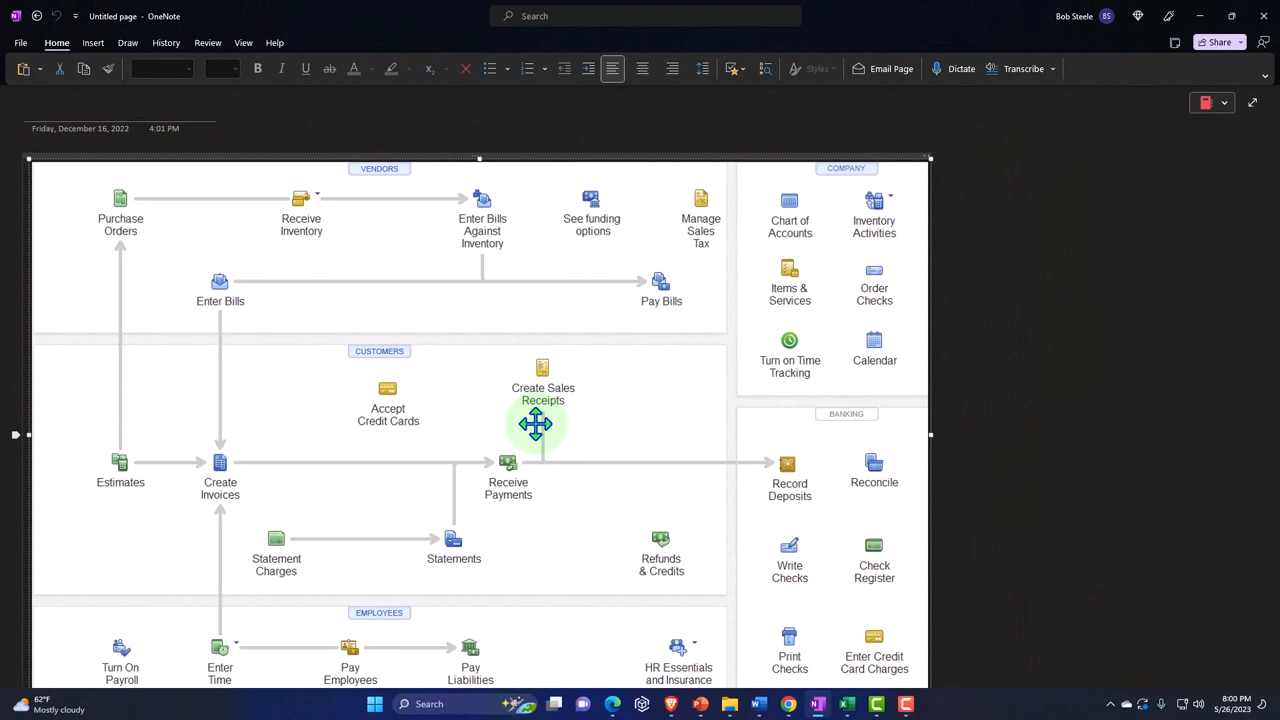 Untitled page - OneNote
Search
Bob Steele
BS
File
Home
Insert
Draw
History
Review
View
Help
Share
Styles
Email Page
Dictate
Transcribe
Friday, December 16, 2022
4:01 PM
VENDORS
COMPANY
Purchase
Orders
Receive
Inventory
Enter Bills
Against
Inventory
See funding
options
Manage
Sales
Tax
Chart of
Accounts
Inventory
Activities
Enter Bills
Pay Bills
Items &
Services
Order
Checks
Turn on Time
Tracking
Calendar
CUSTOMERS
Accept
Credit Cards
Create Sales
Receipts
BANKING
Estimates
Create
Invoices
Receive
Payments
Record
Deposits
Reconcile
Statement
Charges
Statements
Refunds
& Credits
Write
Checks
Check
Register
EMPLOYEES
Turn On
Payroll
Enter
Time
Pay
Employees
Pay
Liabilities
HR Essentials
and Insurance
Print
Checks
Enter Credit
Card Charges
62°F
Mostly cloudy
Search
8:00 PM
5/26/2023